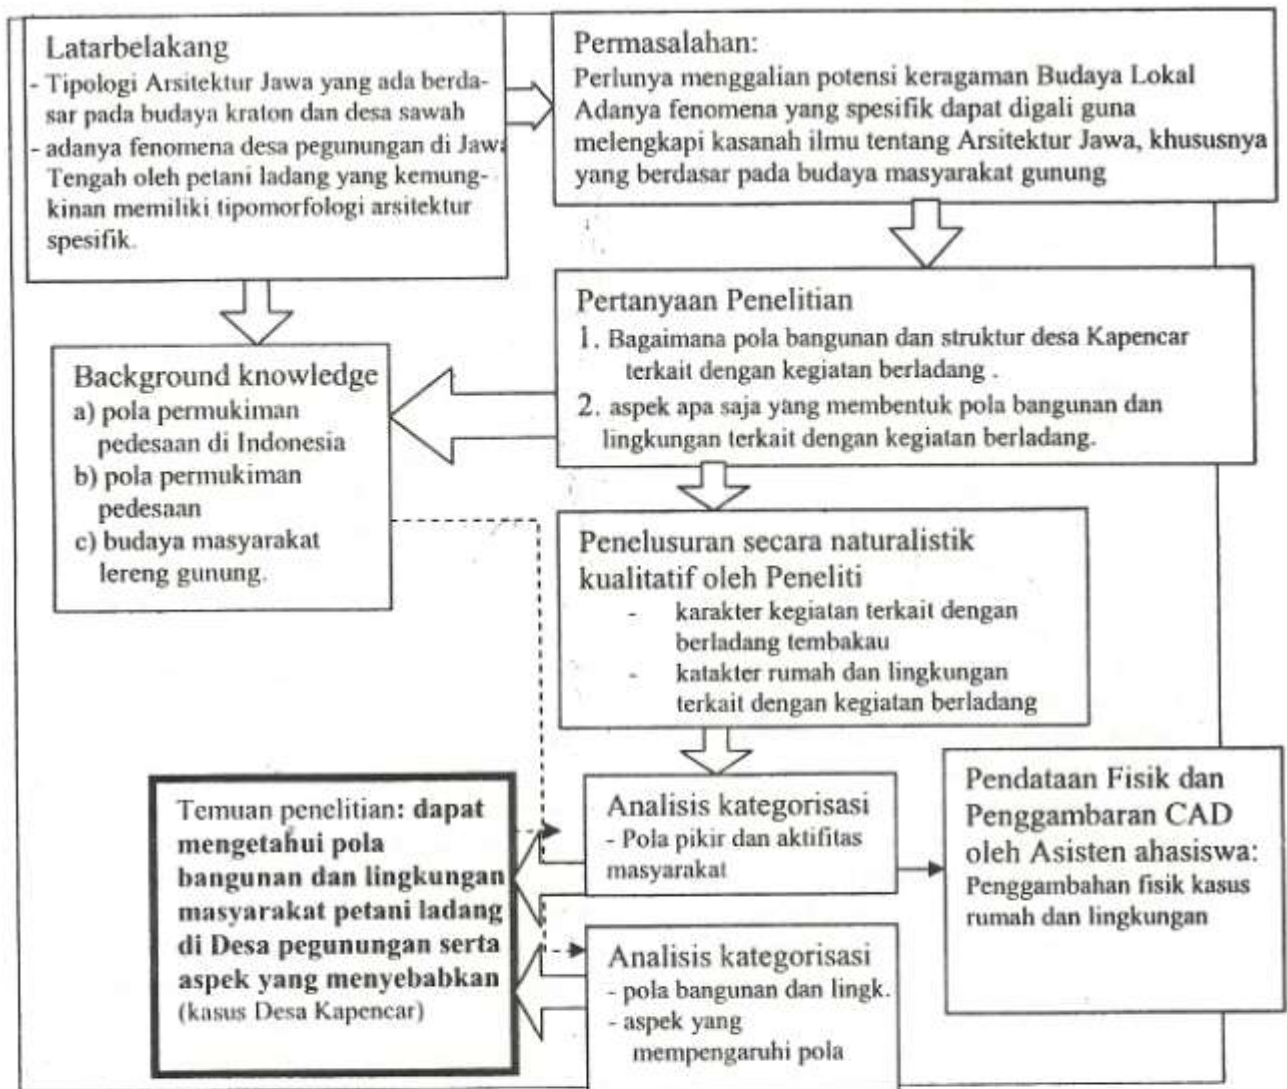 Latarbelakang
- Tipologi Arsitektur Jawa yang ada berda-
sar pada budaya kraton dan desa sawah
- adanya fenomena desa pegunungan di Jawa
Tengah oleh petani ladang yang kemung-
kinan memiliki tipomorfologi arsitektur
spesifik.
Permasalahan:
Perlunya menggalian potensi keragaman Budaya Lokal
Adanya fenomena yang spesifik dapat digali guna
melengkapi kasanah ilmu tentang Arsitektur Jawa, khususnya
yang berdasar pada budaya masyarakat gunung
Pertanyaan Penelitian
1. Bagaimana pola bangunan dan struktur desa Kapencar
terkait dengan kegiatan berladang .
2. aspek apa saja yang membentuk pola bangunan dan
lingkungan terkait dengan kegiatan berladang.
Background knowledge
a) pola permukiman
pedesaan di Indonesia
b) pola permukiman
pedesaan
c) budaya masyarakat
lereng gunung.
Penelusuran secara naturalistik
kualitatif oleh Peneliti
- karakter kegiatan terkait dengan
berladang tembakau
- katakter rumah dan lingkungan
terkait dengan kegiatan berladang
Temuan penelitian: dapat
mengetahui pola
bangunan dan lingkungan
masyarakat petani ladang
di Desa pegunungan serta
aspek yang menyebabkan
(kasus Desa Kapencar)
Analisis kategorisasi
- Pola pikir dan aktifitas
masyarakat
Pendataan Fisik dan
Penggambaran CAD
oleh Asisten ahasiswa:
Penggambahan fisik kasus
rumah dan lingkungan
Analisis kategorisasi
- pola bangunan dan lingk.
- aspek yang
mempengaruhi pola